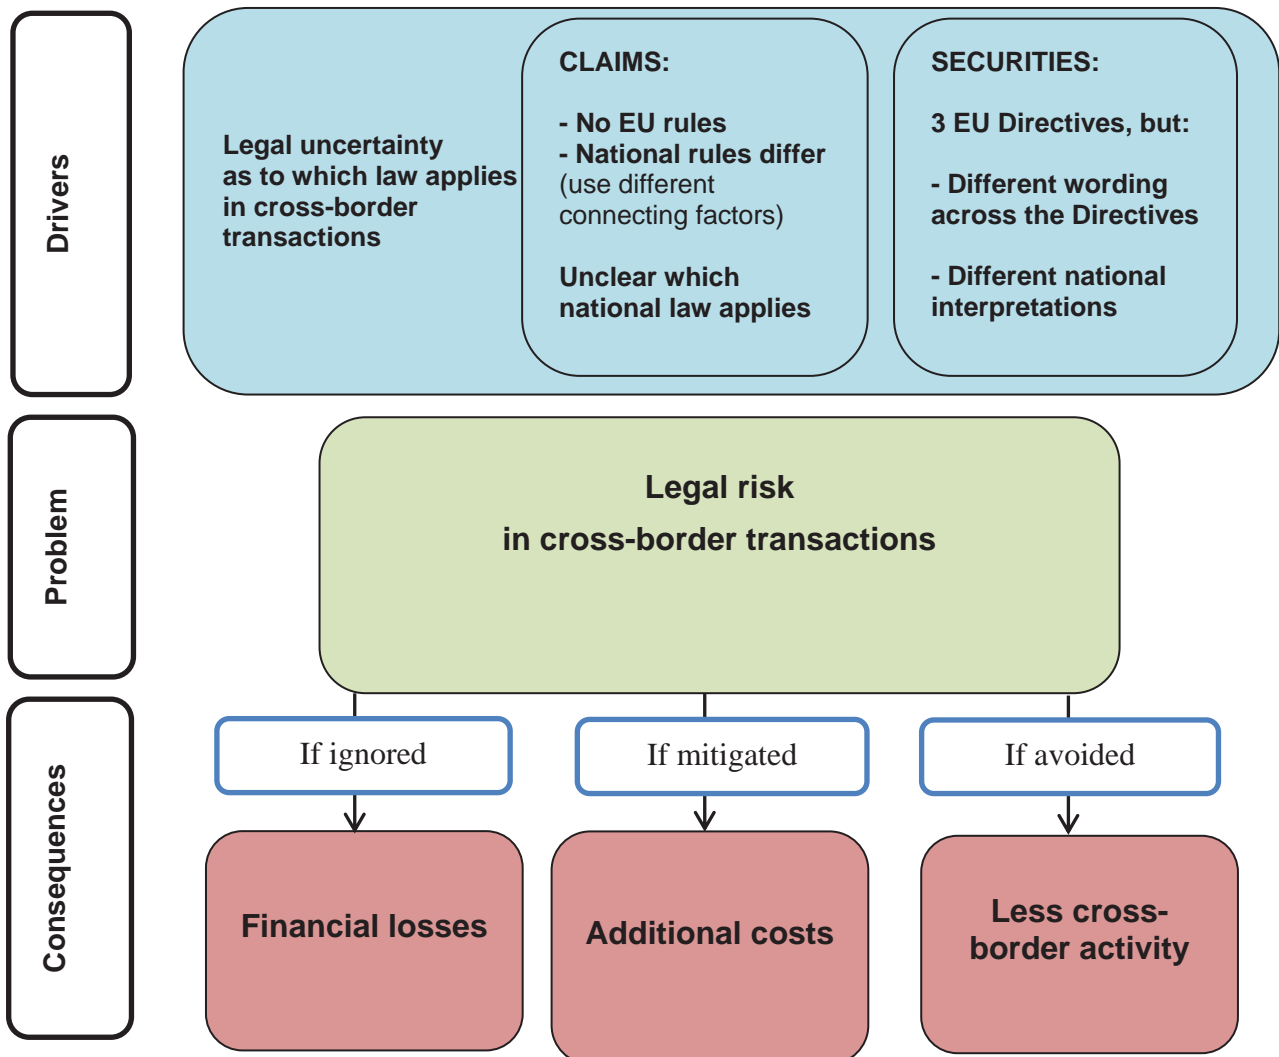 Drivers
Legal uncertainty
as to which law applies
in cross-border
transactions
CLAIMS:
- No EU rules
- National rules differ
(use different
connecting factors)
Unclear which
national law applies
SECURITIES:
3 EU Directives, but:
- Different wording
across the Directives
- Different national
interpretations
Problem
Legal risk
in cross-border transactions
Consequences
If ignored
If mitigated
If avoided
Financial losses
Additional costs
Less cross-
border activity